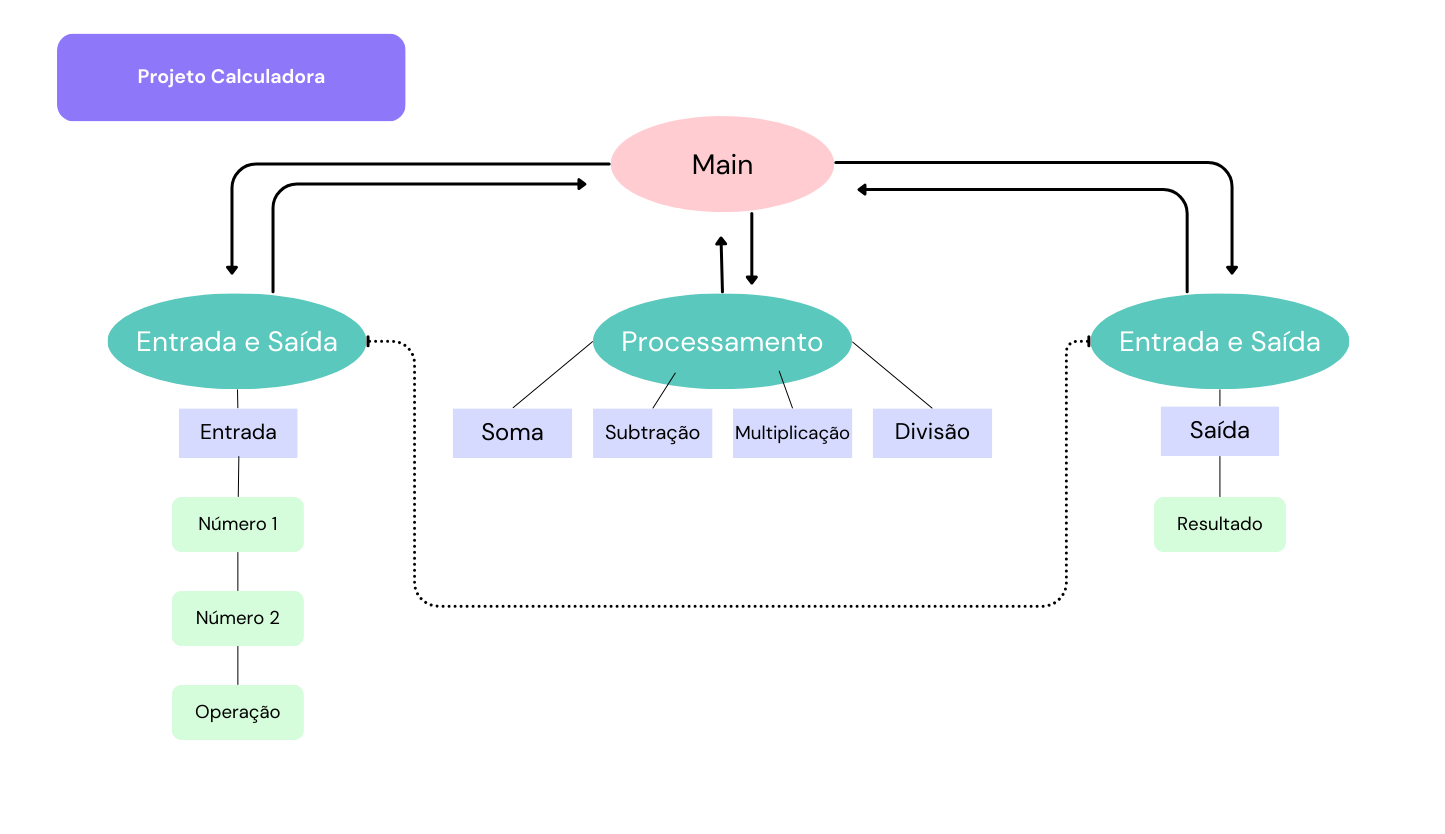 Projeto Calculadora
Main
Entrada e Saída
Processamento
Entrada e Saída
Entrada
Soma
Subtração
Multiplicação
Divisão
Saída
Número 1
Resultado
Número 2
Operação